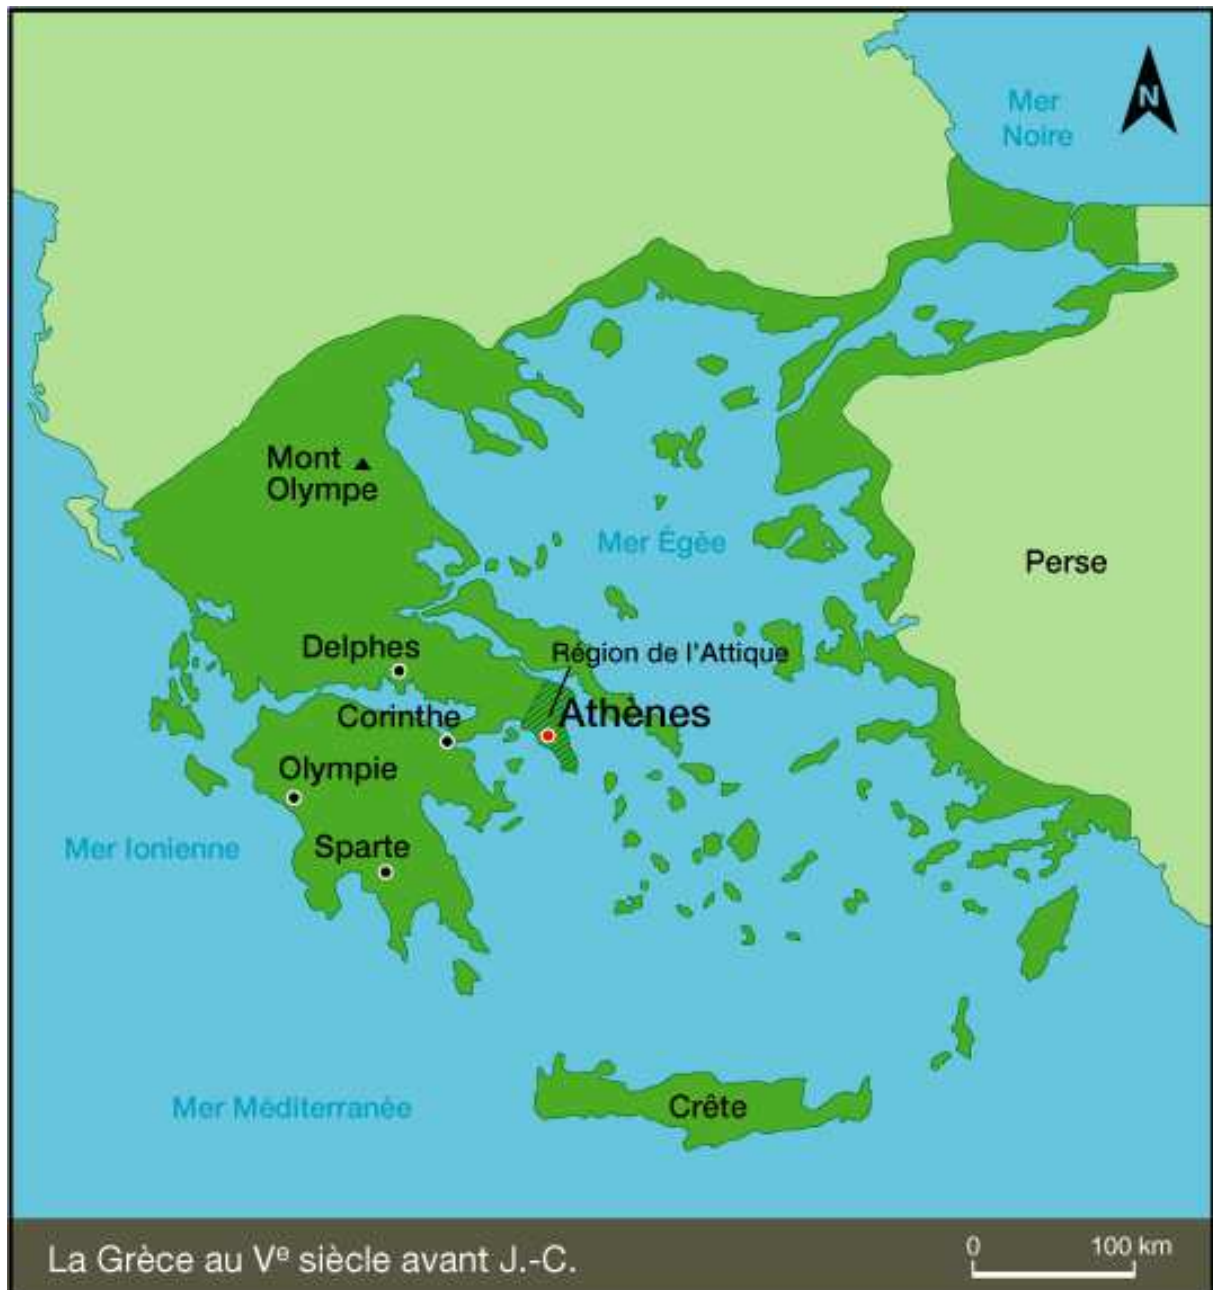 Mer
Noire
N
Mont
Olympe
Mer Égée
Perse
Delphes
Région de l'Attique
Corinthe
Athènes
Olympie
Mer Ionienne
Sparte
Mer Méditerranée
Crête
La Grèce au Vᵉ siècle avant J.-C.
0 100 km